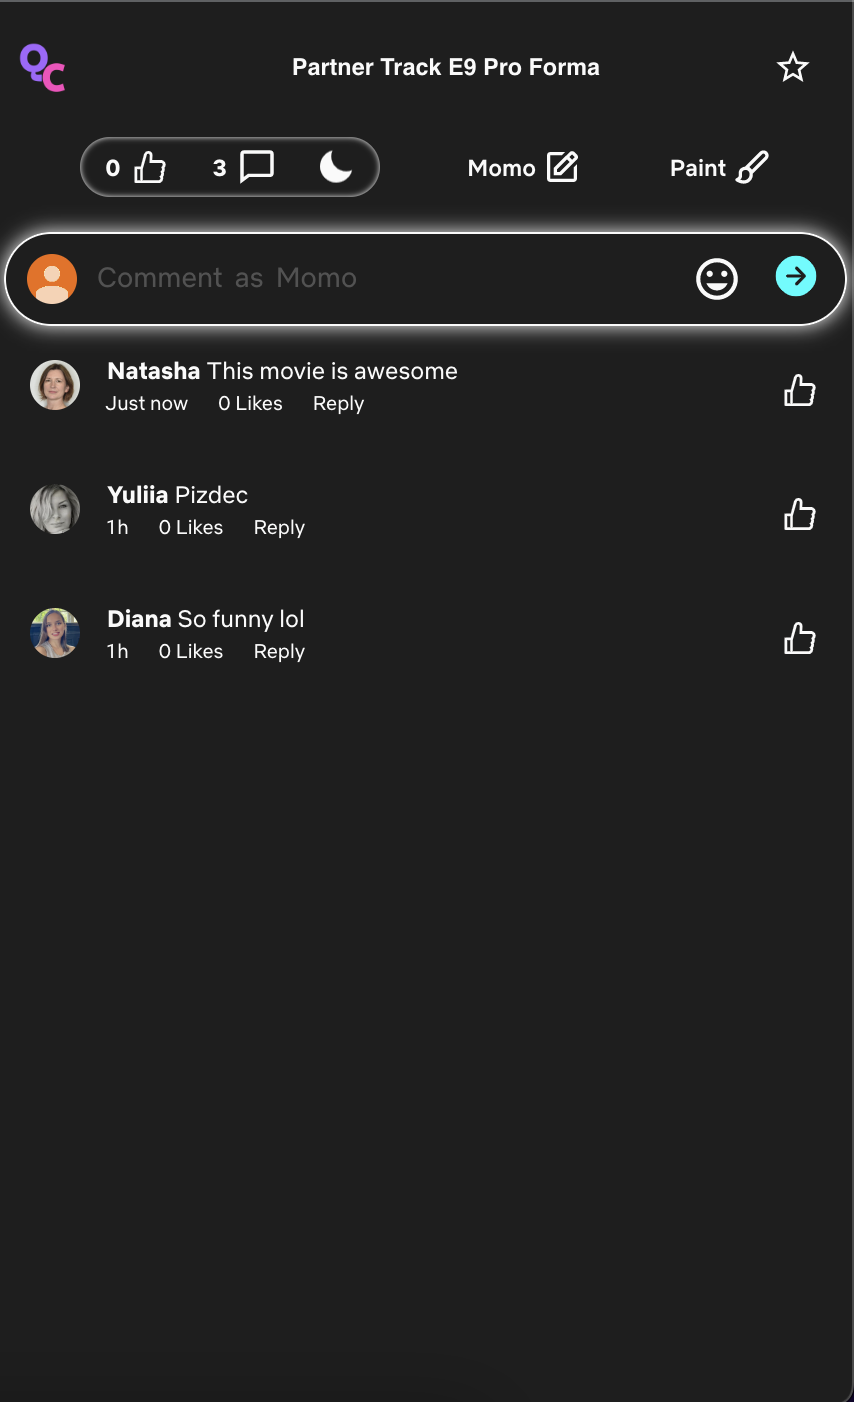 QC
Partner Track E9 Pro Forma
0 3 Momo Paint
Comment as Momo
Natasha This movie is awesome
Just now 0 Likes Reply
Yuliia Pizdec
1h 0 Likes Reply
Diana So funny lol
1h 0 Likes Reply